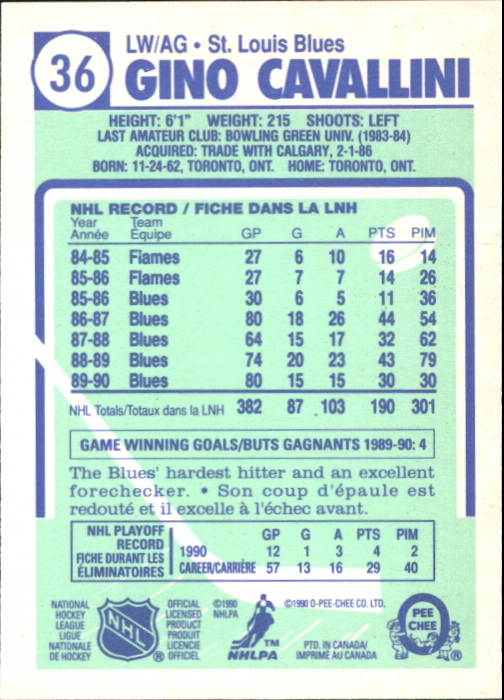 36
LW/AG • St. Louis Blues
GINO CAVALLINI
HEIGHT: 6'1" WEIGHT: 215 SHOOTS: LEFT
LAST AMATEUR CLUB: BOWLING GREEN UNIV. (1983-84)
ACQUIRED: TRADE WITH CALGARY, 2-1-86
BORN: 11-24-62, TORONTO, ONT. HOME: TORONTO, ONT.
NHL RECORD / FICHE DANS LA LNH
Year Team
Année Équipe GP G A PTS PIM
84-85 Flames 27 6 10 16 14
85-86 Flames 27 7 7 14 26
85-86 Blues 30 6 5 11 36
86-87 Blues 80 18 26 44 54
87-88 Blues 64 15 17 32 62
88-89 Blues 74 20 23 43 79
89-90 Blues 80 15 15 30 30
NHL Totals/Totaux dans la LNH 382 87 103 190 301
GAME WINNING GOALS/BUTS GAGNANTS 1989-90: 4
The Blues' hardest hitter and an excellent
forechecker. • Son coup d'épaule est
redouté et il excelle à l'échec avant.
NHL PLAYOFF
RECORD
FICHE DURANT LES
ÉLIMINATOIRES
GP G A PTS PIM
1990 12 1 3 4 2
CAREER/CARRIÈRE 57 13 16 29 40
NATIONAL
HOCKEY
LEAGUE
LIGUE
NATIONALE
DE HOCKEY
NHL
®
OFFICIAL
LICENSED
PRODUCT
PRODUIT
LICENCIE
OFFICIEL
©1990
NHLPA
TM
NHLPA
©1990 O-PEE-CHEE CO. LTD.
PTD. IN CANADA/
IMPRIMÉ AU CANADA
PEE
CHEE
®